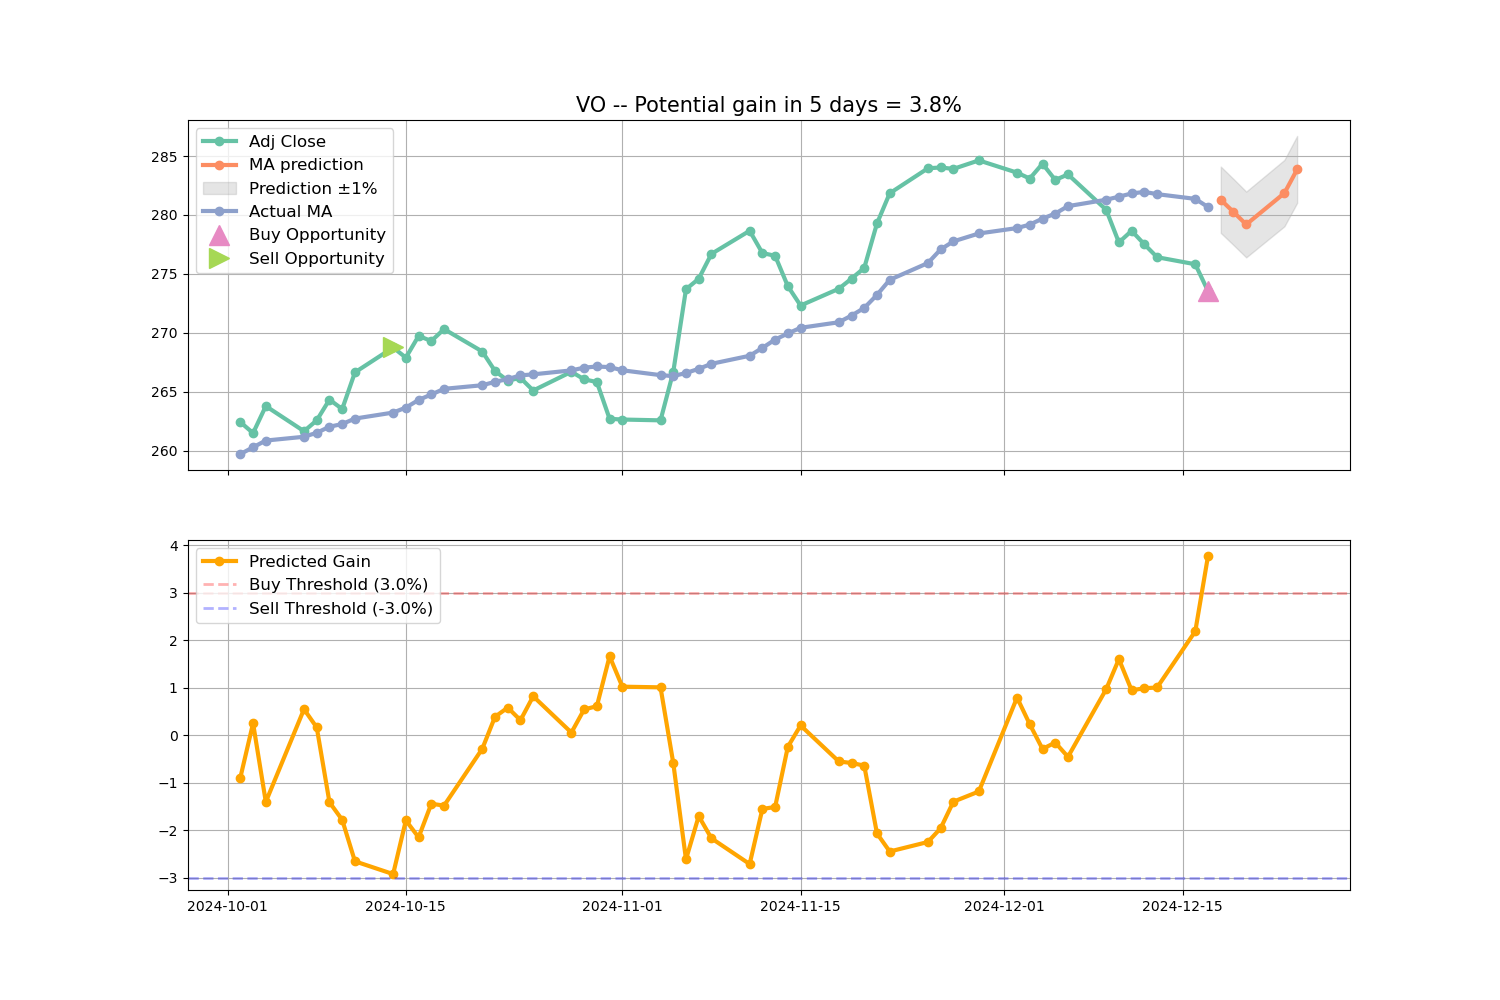 VO -- Potential gain in 5 days = 3.8%
Adj Close
MA prediction
Prediction ±1%
Actual MA
Buy Opportunity
Sell Opportunity
285
280
275
270
265
260
Predicted Gain
Buy Threshold (3.0%)
Sell Threshold (-3.0%)
4
3
2
1
0
−1
−2
−3
2024-10-01 2024-10-15 2024-11-01 2024-11-15 2024-12-01 2024-12-15